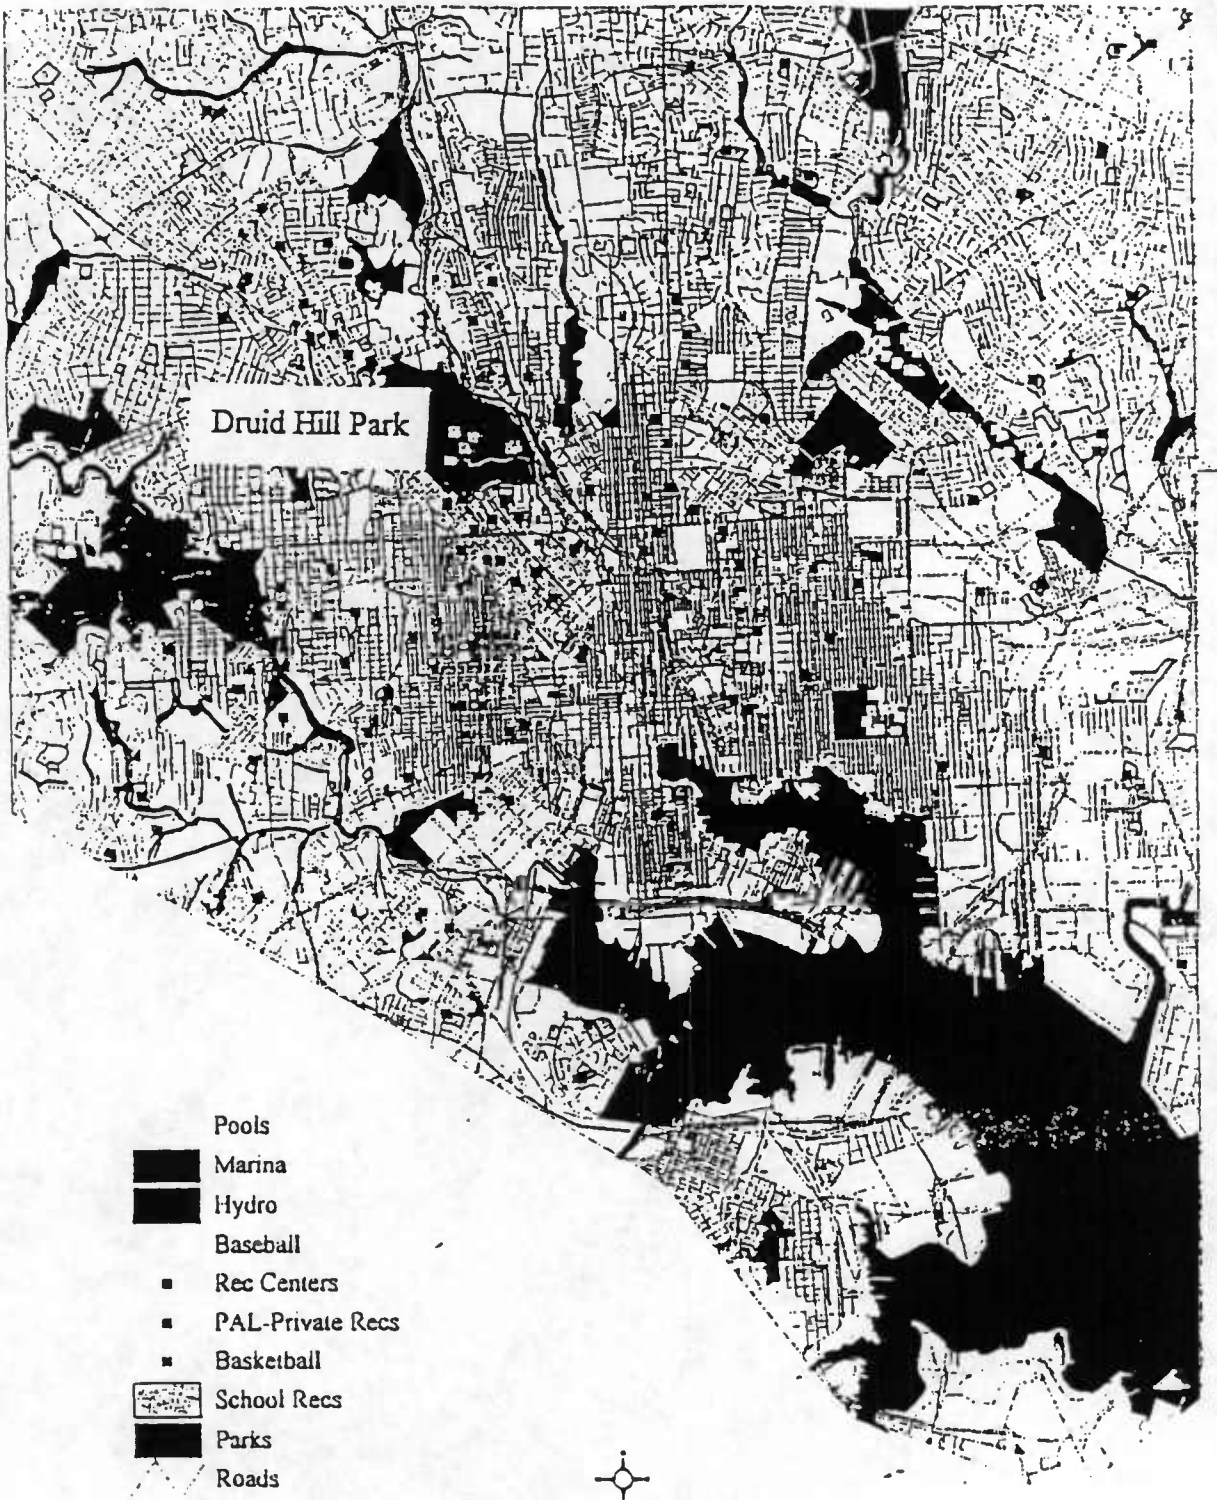 Druid Hill Park
Pools
Marina
Hydro
Baseball
Rec Centers
PAL-Private Recs
Basketball
School Recs
Parks
Roads